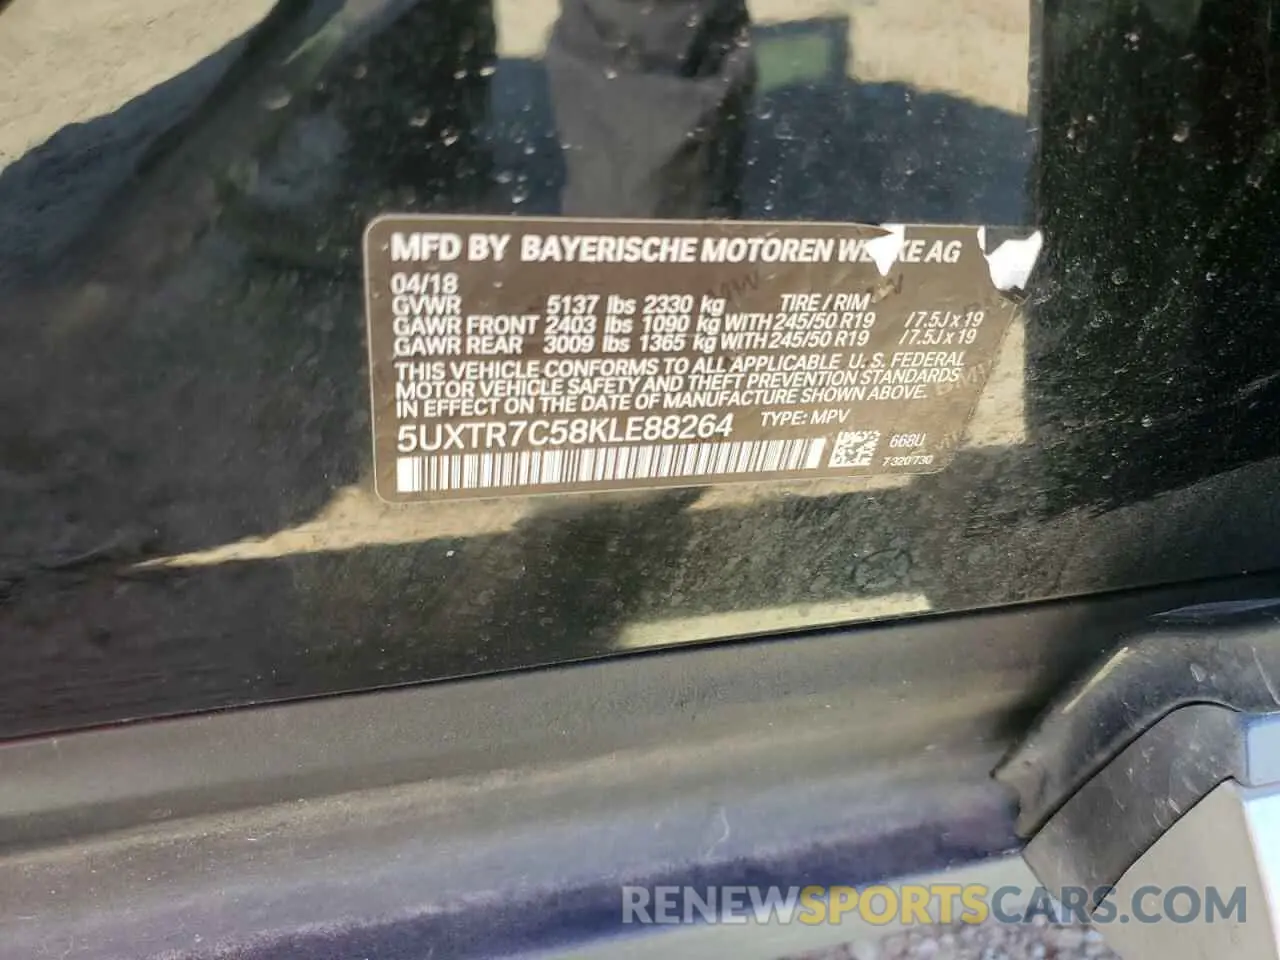 MFD BY BAYERISCHE MOTOREN WE KE AG
04/18
GVWR 5137 lbs 2330 kg TIRE / RIM
GAWR FRONT 2403 lbs 1090 kg WITH 245/50 R19 / 7.5J x 19
GAWR REAR 3009 lbs 1365 kg WITH 245/50 R19 / 7.5J x 19
THIS VEHICLE CONFORMS TO ALL APPLICABLE U. S. FEDERAL
MOTOR VEHICLE SAFETY AND THEFT PREVENTION STANDARDS
IN EFFECT ON THE DATE OF MANUFACTURE SHOWN ABOVE.
5UXTR7C58KLE88264 TYPE: MPV
668U
7 320 730
RENEWSPORTSCARS.COM